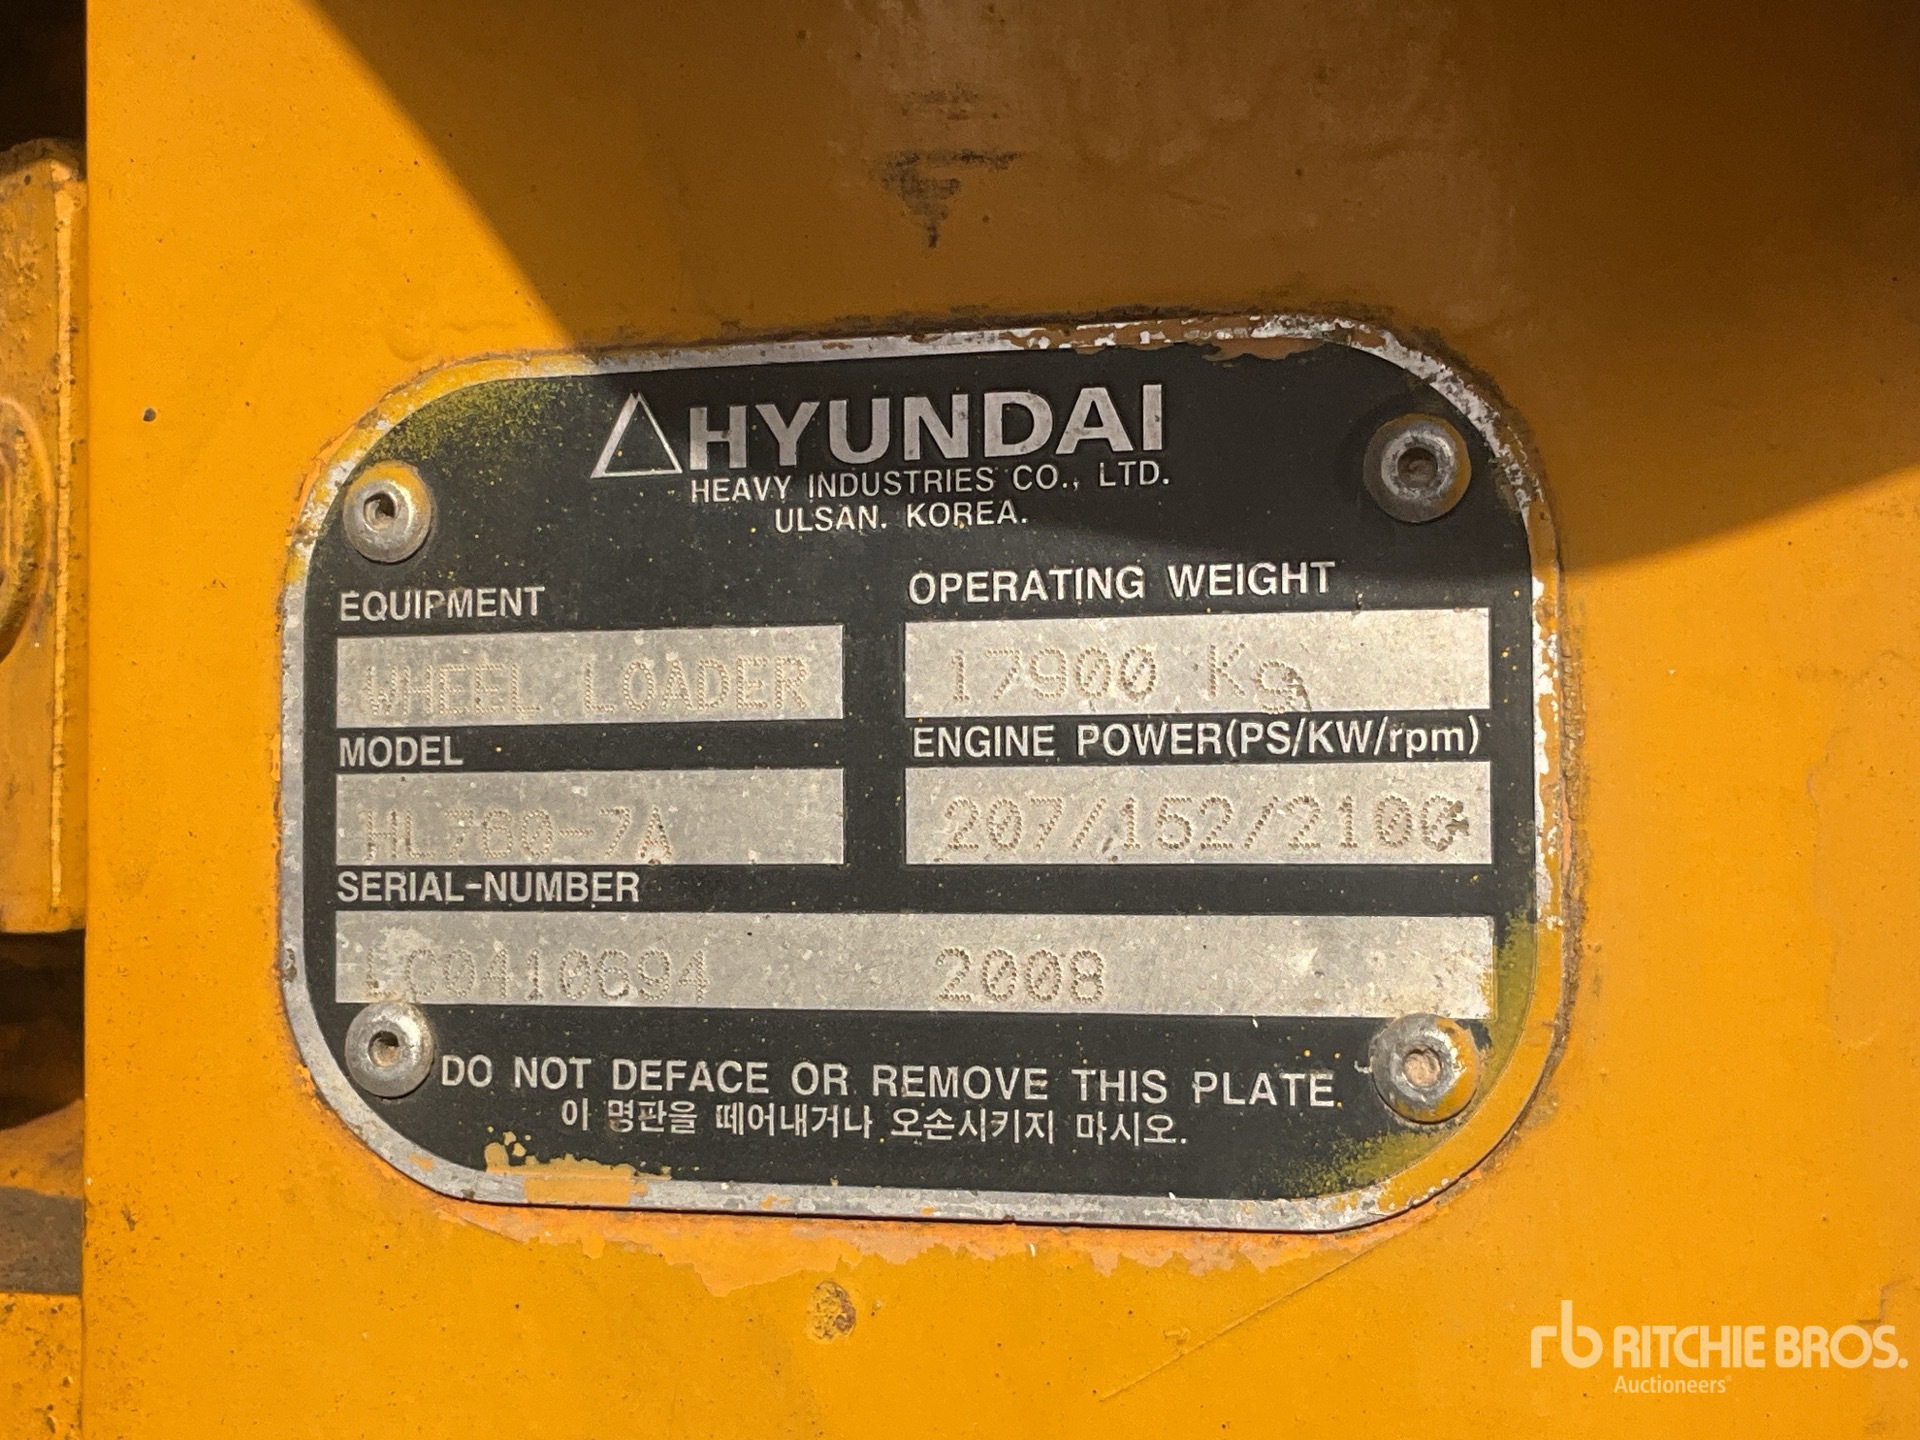 HYUNDAI
HEAVY INDUSTRIES CO., LTD.
ULSAN. KOREA.
EQUIPMENT
WHEEL LOADER
OPERATING WEIGHT
17900 Kg
MODEL
HL760-7A
ENGINE POWER(PS/KW/rpm)
207//152/2100
SERIAL-NUMBER
LC0410694 2008
DO NOT DEFACE OR REMOVE THIS PLATE.
이 명판을 떼어내거나 오손시키지 마시오.
rb RITCHIE BROS.
Auctioneers